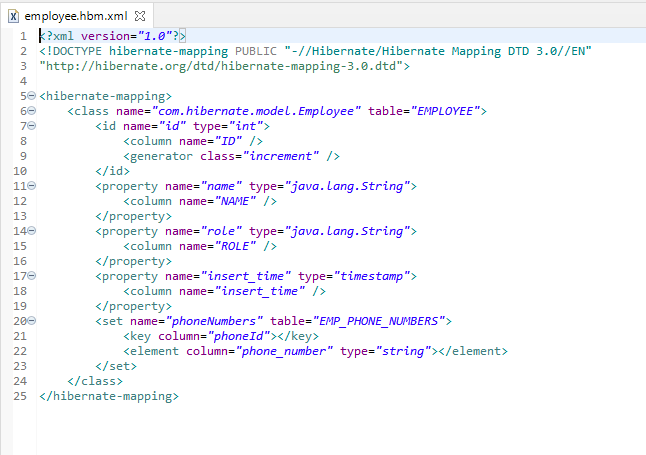 employee.hbm.xml
1 <?xml version="1.0"?>
2 <!DOCTYPE hibernate-mapping PUBLIC "-//Hibernate/Hibernate Mapping DTD 3.0//EN"
3 "http://hibernate.org/dtd/hibernate-mapping-3.0.dtd">
4
5 <hibernate-mapping>
6     <class name="com.hibernate.model.Employee" table="EMPLOYEE">
7         <id name="id" type="int">
8             <column name="ID" />
9             <generator class="increment" />
10         </id>
11         <property name="name" type="java.lang.String">
12             <column name="NAME" />
13         </property>
14         <property name="role" type="java.lang.String">
15             <column name="ROLE" />
16         </property>
17         <property name="insert_time" type="timestamp">
18             <column name="insert_time" />
19         </property>
20         <set name="phoneNumbers" table="EMP_PHONE_NUMBERS">
21             <key column="phoneId"></key>
22             <element column="phone_number" type="string"></element>
23         </set>
24     </class>
25 </hibernate-mapping>